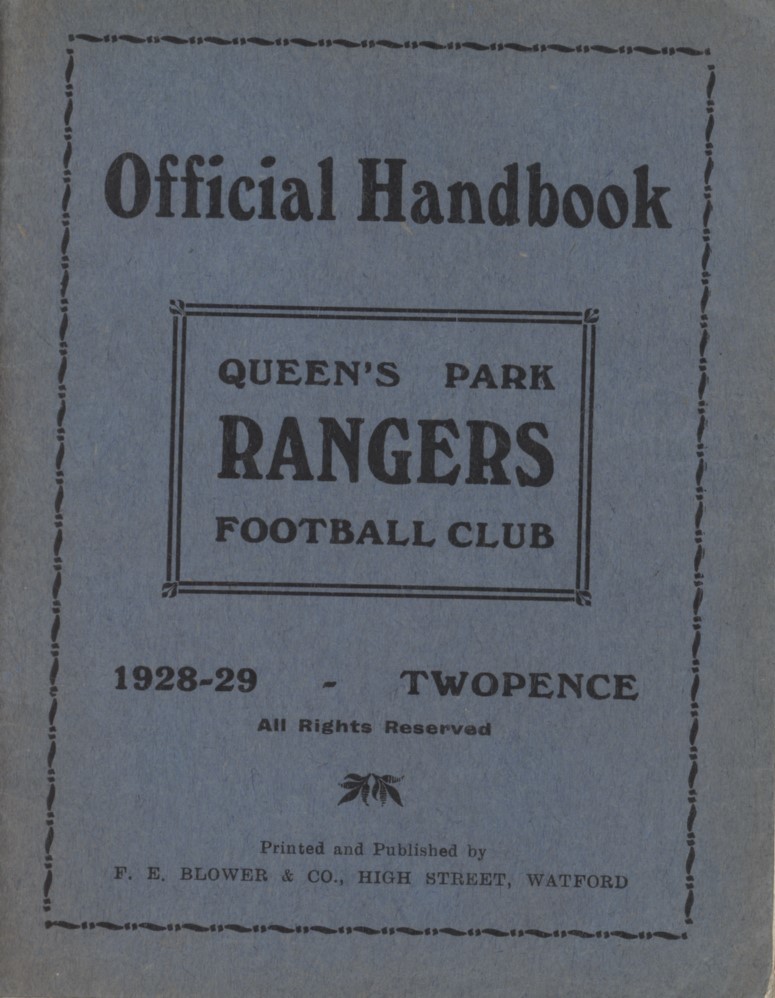 Official Handbook
QUEEN'S PARK
RANGERS
FOOTBALL CLUB
1928-29 - TWOPENCE
All Rights Reserved
Printed and Published by
F. E. BLOWER & CO., HIGH STREET, WATFORD